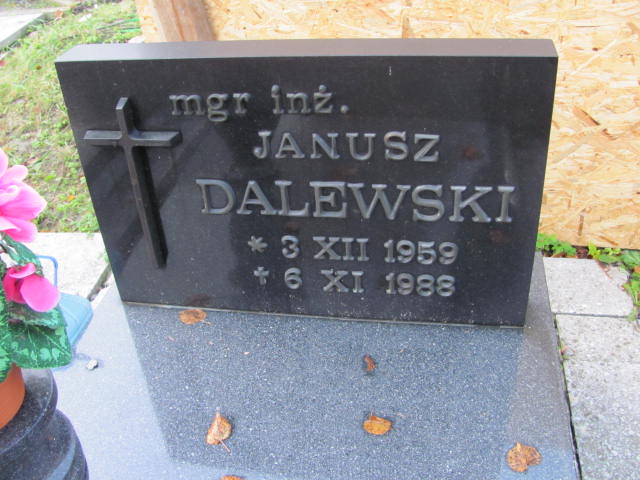 mgr inż.
JANUSZ
DALEWSKI
* 3 XII 1959
† 6 XI 1988